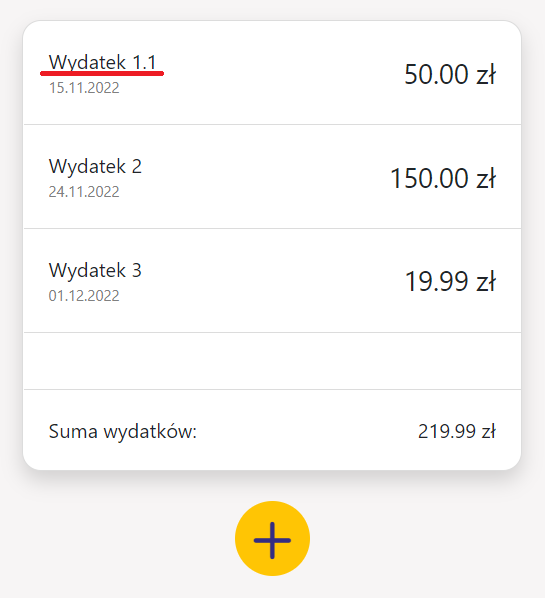 Wydatek 1.1
50.00 zł
15.11.2022
Wydatek 2
150.00 zł
24.11.2022
Wydatek 3
19.99 zł
01.12.2022
Suma wydatków: 219.99 zł